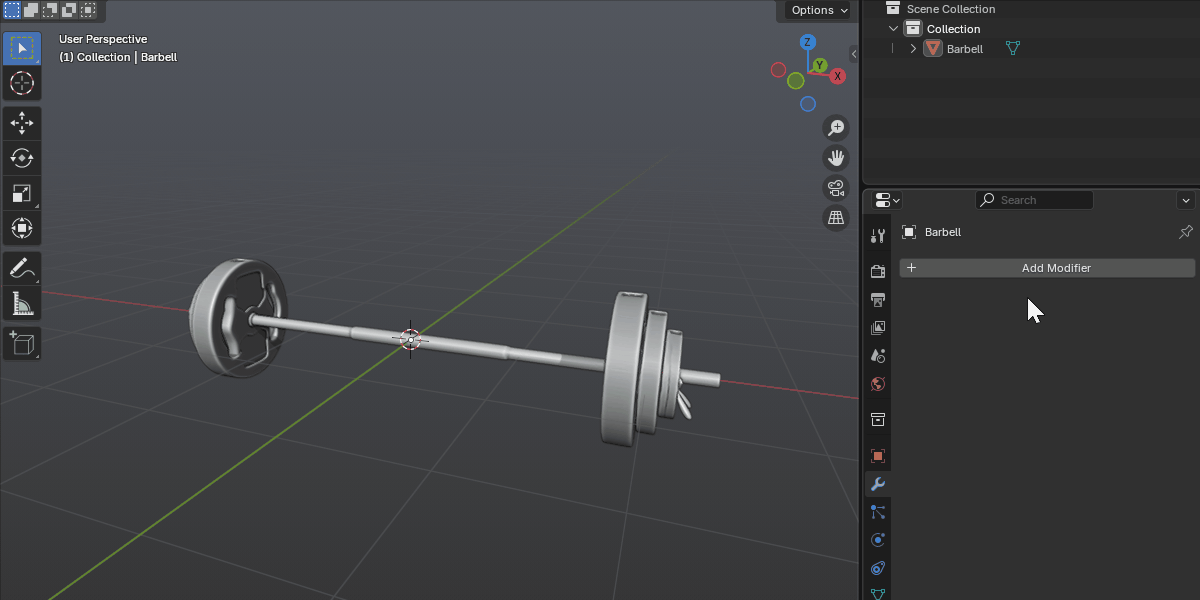 Options
User Perspective
(1) Collection | Barbell
Z
Y
X
Scene Collection
Collection
Barbell
Search
Barbell
Add Modifier